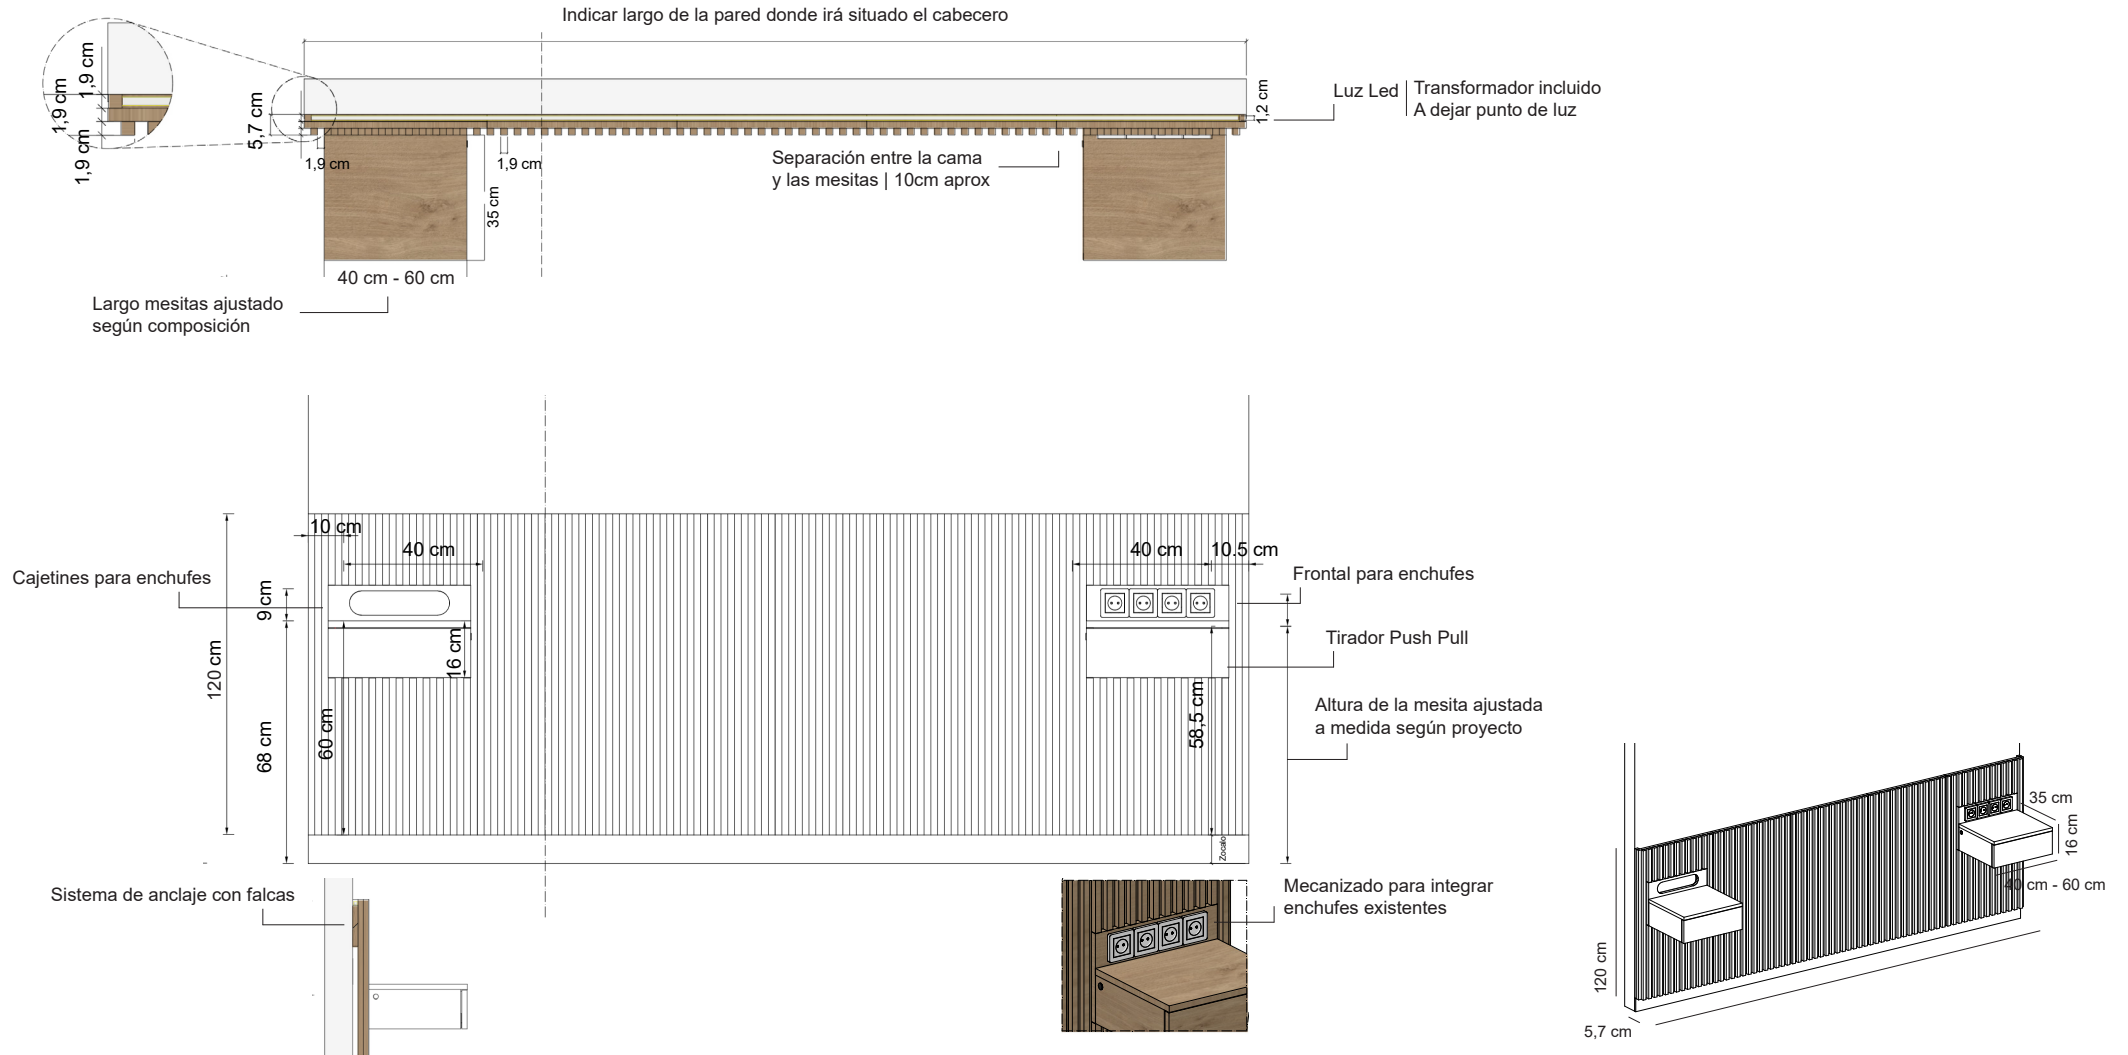 Indicar largo de la pared donde irá situado el cabecero
1,9 cm
1,9 cm
1,9 cm
5,7 cm
1,2 cm
Luz Led
Transformador incluido
A dejar punto de luz
1,9 cm
1,9 cm
35 cm
Separación entre la cama
y las mesitas | 10cm aprox
40 cm - 60 cm
Largo mesitas ajustado
según composición
10 cm
40 cm
40 cm
10.5 cm
Cajetines para enchufes
9 cm
Frontal para enchufes
16 cm
Tirador Push Pull
120 cm
68 cm
60 cm
58,5 cm
Altura de la mesita ajustada
a medida según proyecto
Zocalo
Sistema de anclaje con falcas
Mecanizado para integrar
enchufes existentes
35 cm
16 cm
40 cm - 60 cm
120 cm
5,7 cm